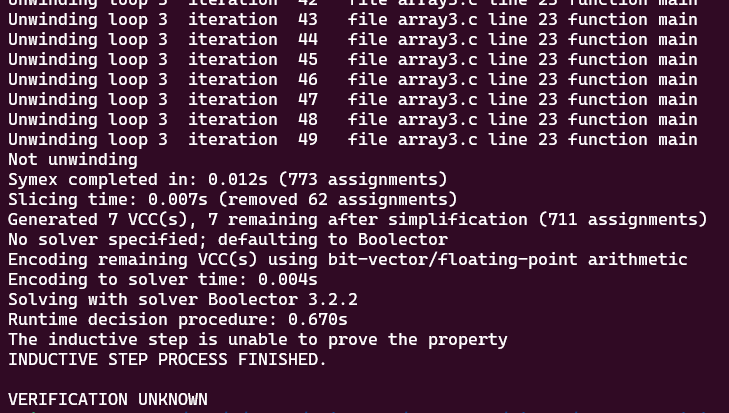 Unwinding loop 3  iteration  42   file array3.c line 23 function main
Unwinding loop 3  iteration  43   file array3.c line 23 function main
Unwinding loop 3  iteration  44   file array3.c line 23 function main
Unwinding loop 3  iteration  45   file array3.c line 23 function main
Unwinding loop 3  iteration  46   file array3.c line 23 function main
Unwinding loop 3  iteration  47   file array3.c line 23 function main
Unwinding loop 3  iteration  48   file array3.c line 23 function main
Unwinding loop 3  iteration  49   file array3.c line 23 function main
Not unwinding
Symex completed in: 0.012s (773 assignments)
Slicing time: 0.007s (removed 62 assignments)
Generated 7 VCC(s), 7 remaining after simplification (711 assignments)
No solver specified; defaulting to Boolector
Encoding remaining VCC(s) using bit-vector/floating-point arithmetic
Encoding to solver time: 0.004s
Solving with solver Boolector 3.2.2
Runtime decision procedure: 0.670s
The inductive step is unable to prove the property
INDUCTIVE STEP PROCESS FINISHED.

VERIFICATION UNKNOWN